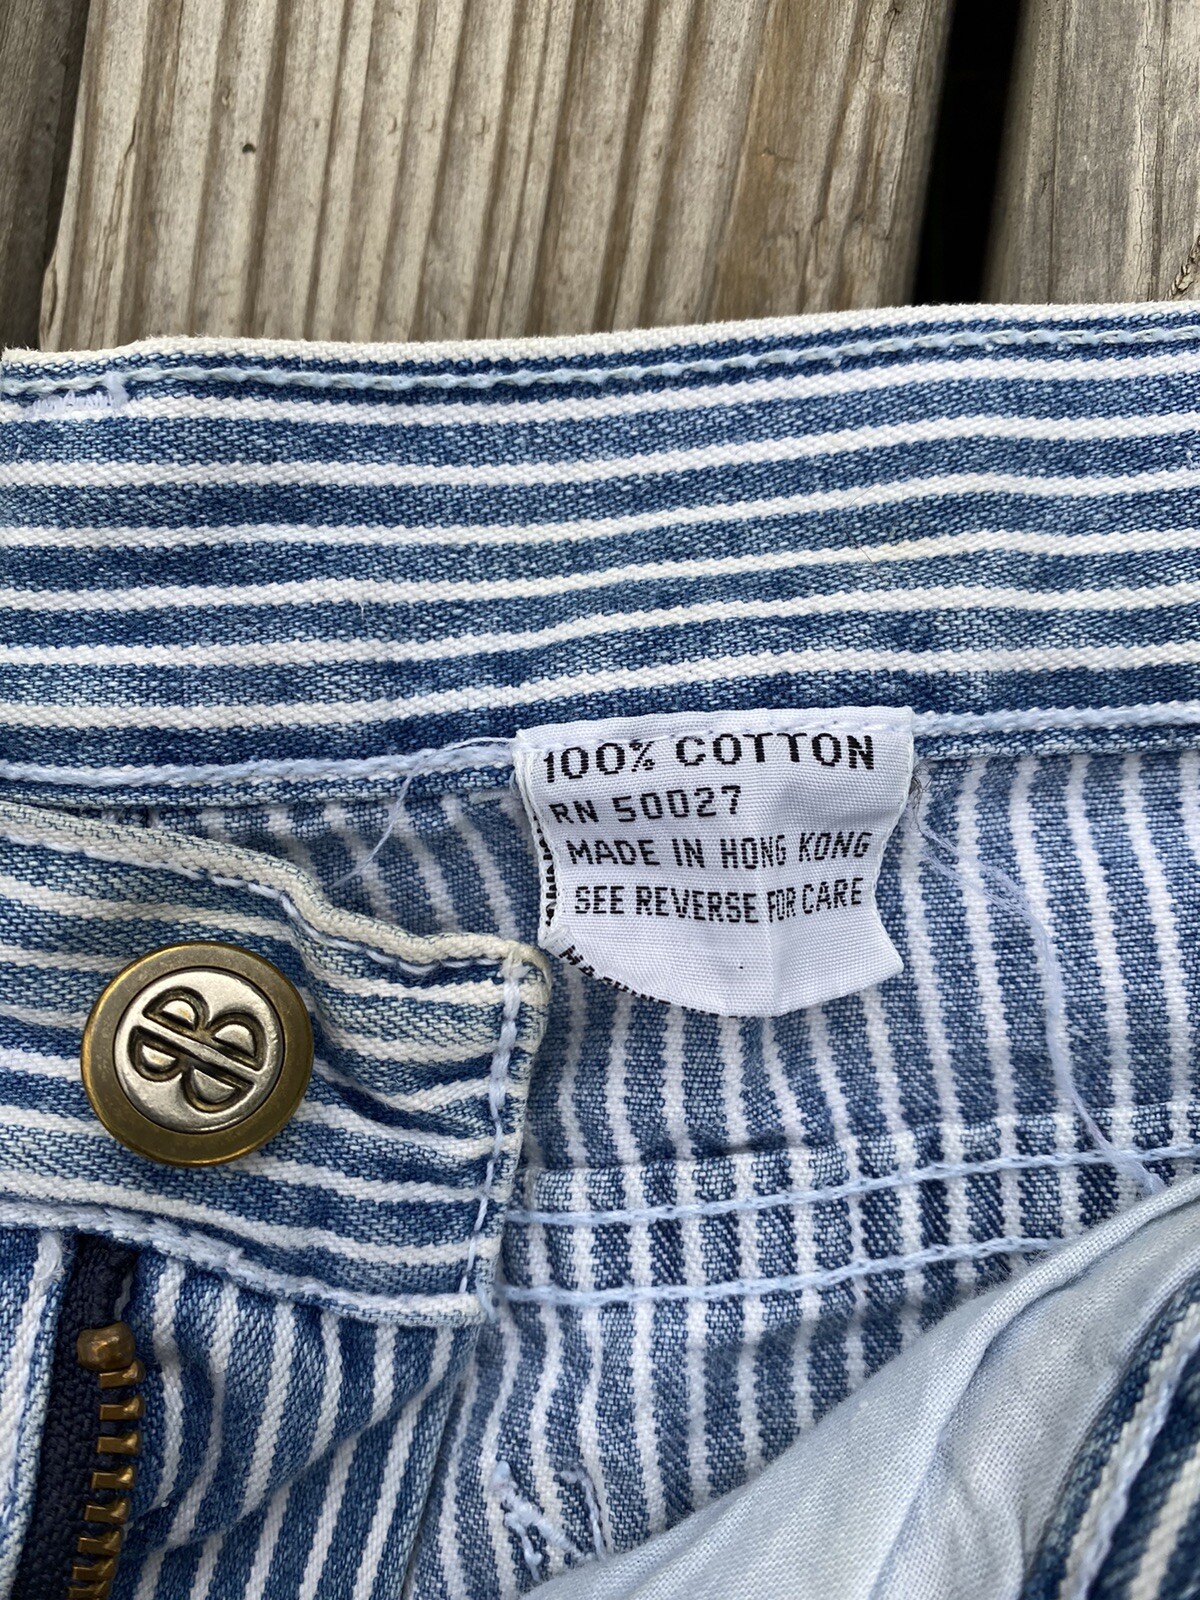 100% COTTON
RN 50027
MADE IN HONG KONG
SEE REVERSE FOR CARE